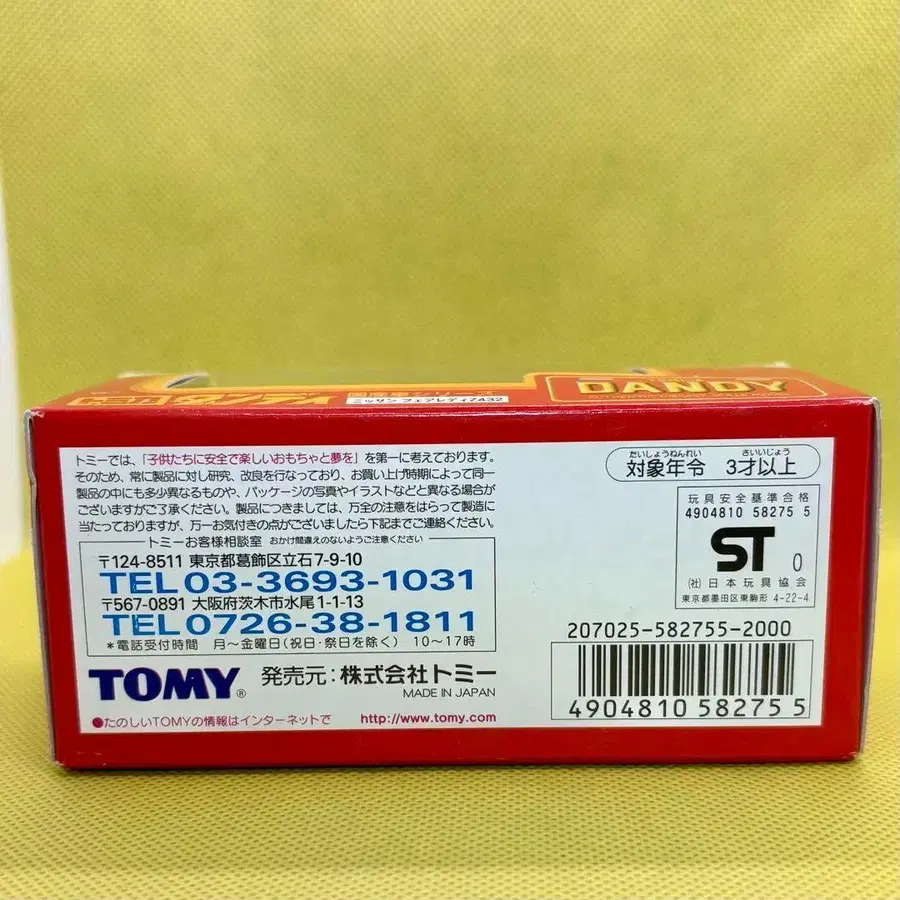 DANDY
ニッサン フェアレディZ432
トミーでは、「子供たちに安全で楽しいおもちゃと夢を」を第一に考えております。
そのため、常に製品に対し研究、改良を行なっており、お買い上げ時期によって同一
製品の中にも多少異なるものや、パッケージの写真やイラストなどと異なる場合が
ございますがご了承ください。製品につきましては、万全の注意をはらって製造に
当たっておりますが、万一お気付きの点がございましたら下記までご連絡ください。
トミーお客様相談室 おかけ間違えのないようご注意ください
〒124-8511 東京都葛飾区立石7-9-10
TEL03-3693-1031
〒567-0891 大阪府茨木市水尾1-1-13
TEL0726-38-1811
*電話受付時間 月〜金曜日(祝日・祭日を除く) 10〜17時
TOMY® 発売元:株式会社トミー
MADE IN JAPAN
●たのしいTOMYの情報はインターネットで http://www.tomy.com
たいしょうねんれい さいいじょう
対象年令 3才以上
玩具安全基準合格
4904810 58275 5
ST 0
(社)日本玩具協会
東京都墨田区東駒形 4-22-4
207025-582755-2000
4904810 582755